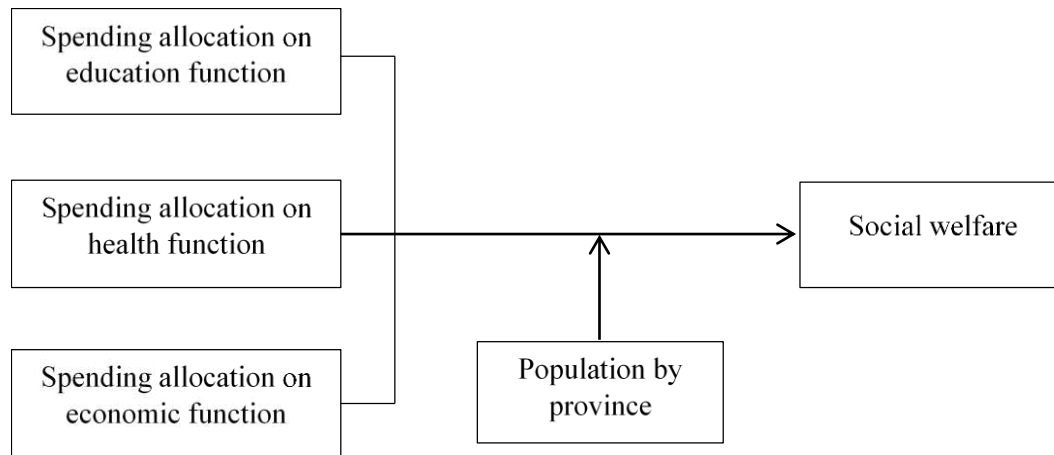 Spending allocation on
education function
Spending allocation on
health function
Social welfare
Population by
province
Spending allocation on
economic function